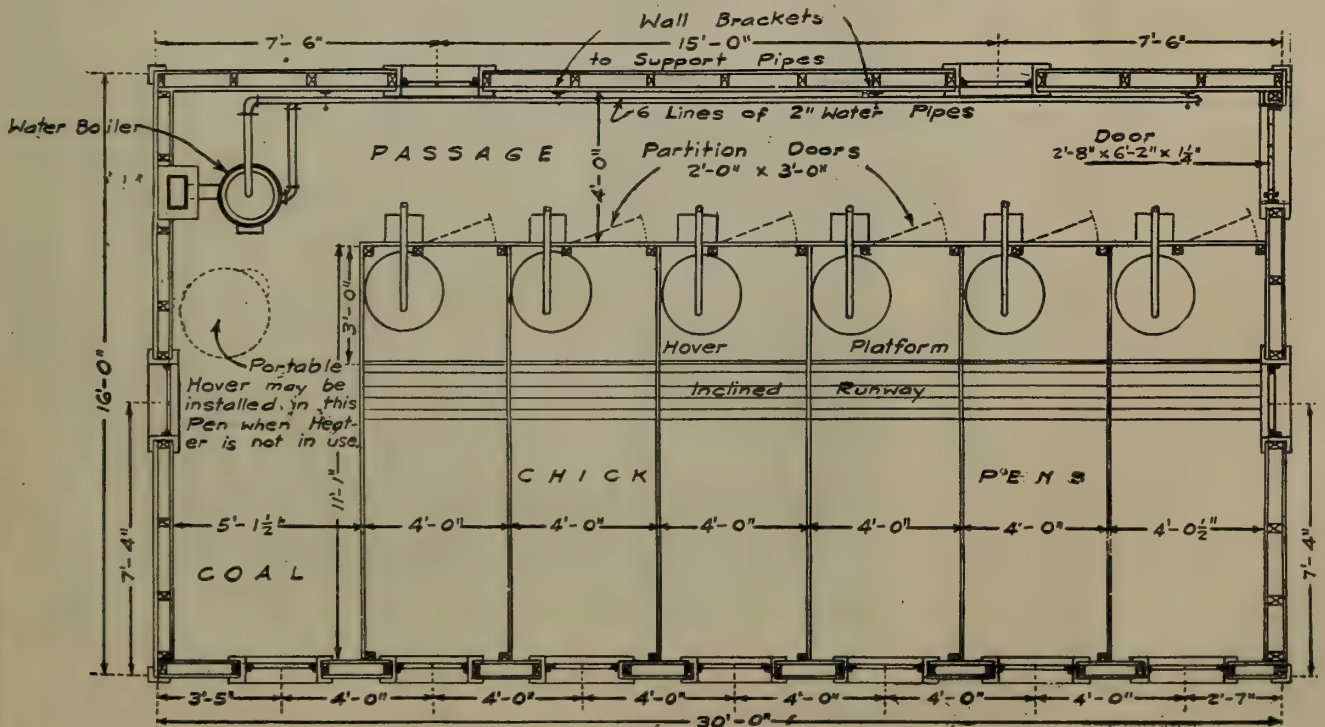 Wall Brackets
to Support Pipes
7'-6"
15'-0"
7'-6"
6 Lines of 2" Water Pipes
Water Boiler
PASSAGE
4'-0"
Partition Doors
2'-0" x 3'-0"
Door
2'-8" x 6'-2" x 1¼"
3'-0"
Hover Platform
Portable
Hover may be
installed in this
Pen when Heat-
er is not in use
Inclined Runway
16'-0"
11'-1"
CHICK PENS
5'-1½"
4'-0"
4'-0"
4'-0"
4'-0"
4'-0"
4'-0½"
7'-4"
7'-4"
COAL
3'-5"
4'-0"
4'-0"
4'-0"
4'-0"
4'-0"
4'-0"
2'-7"
30'-0"